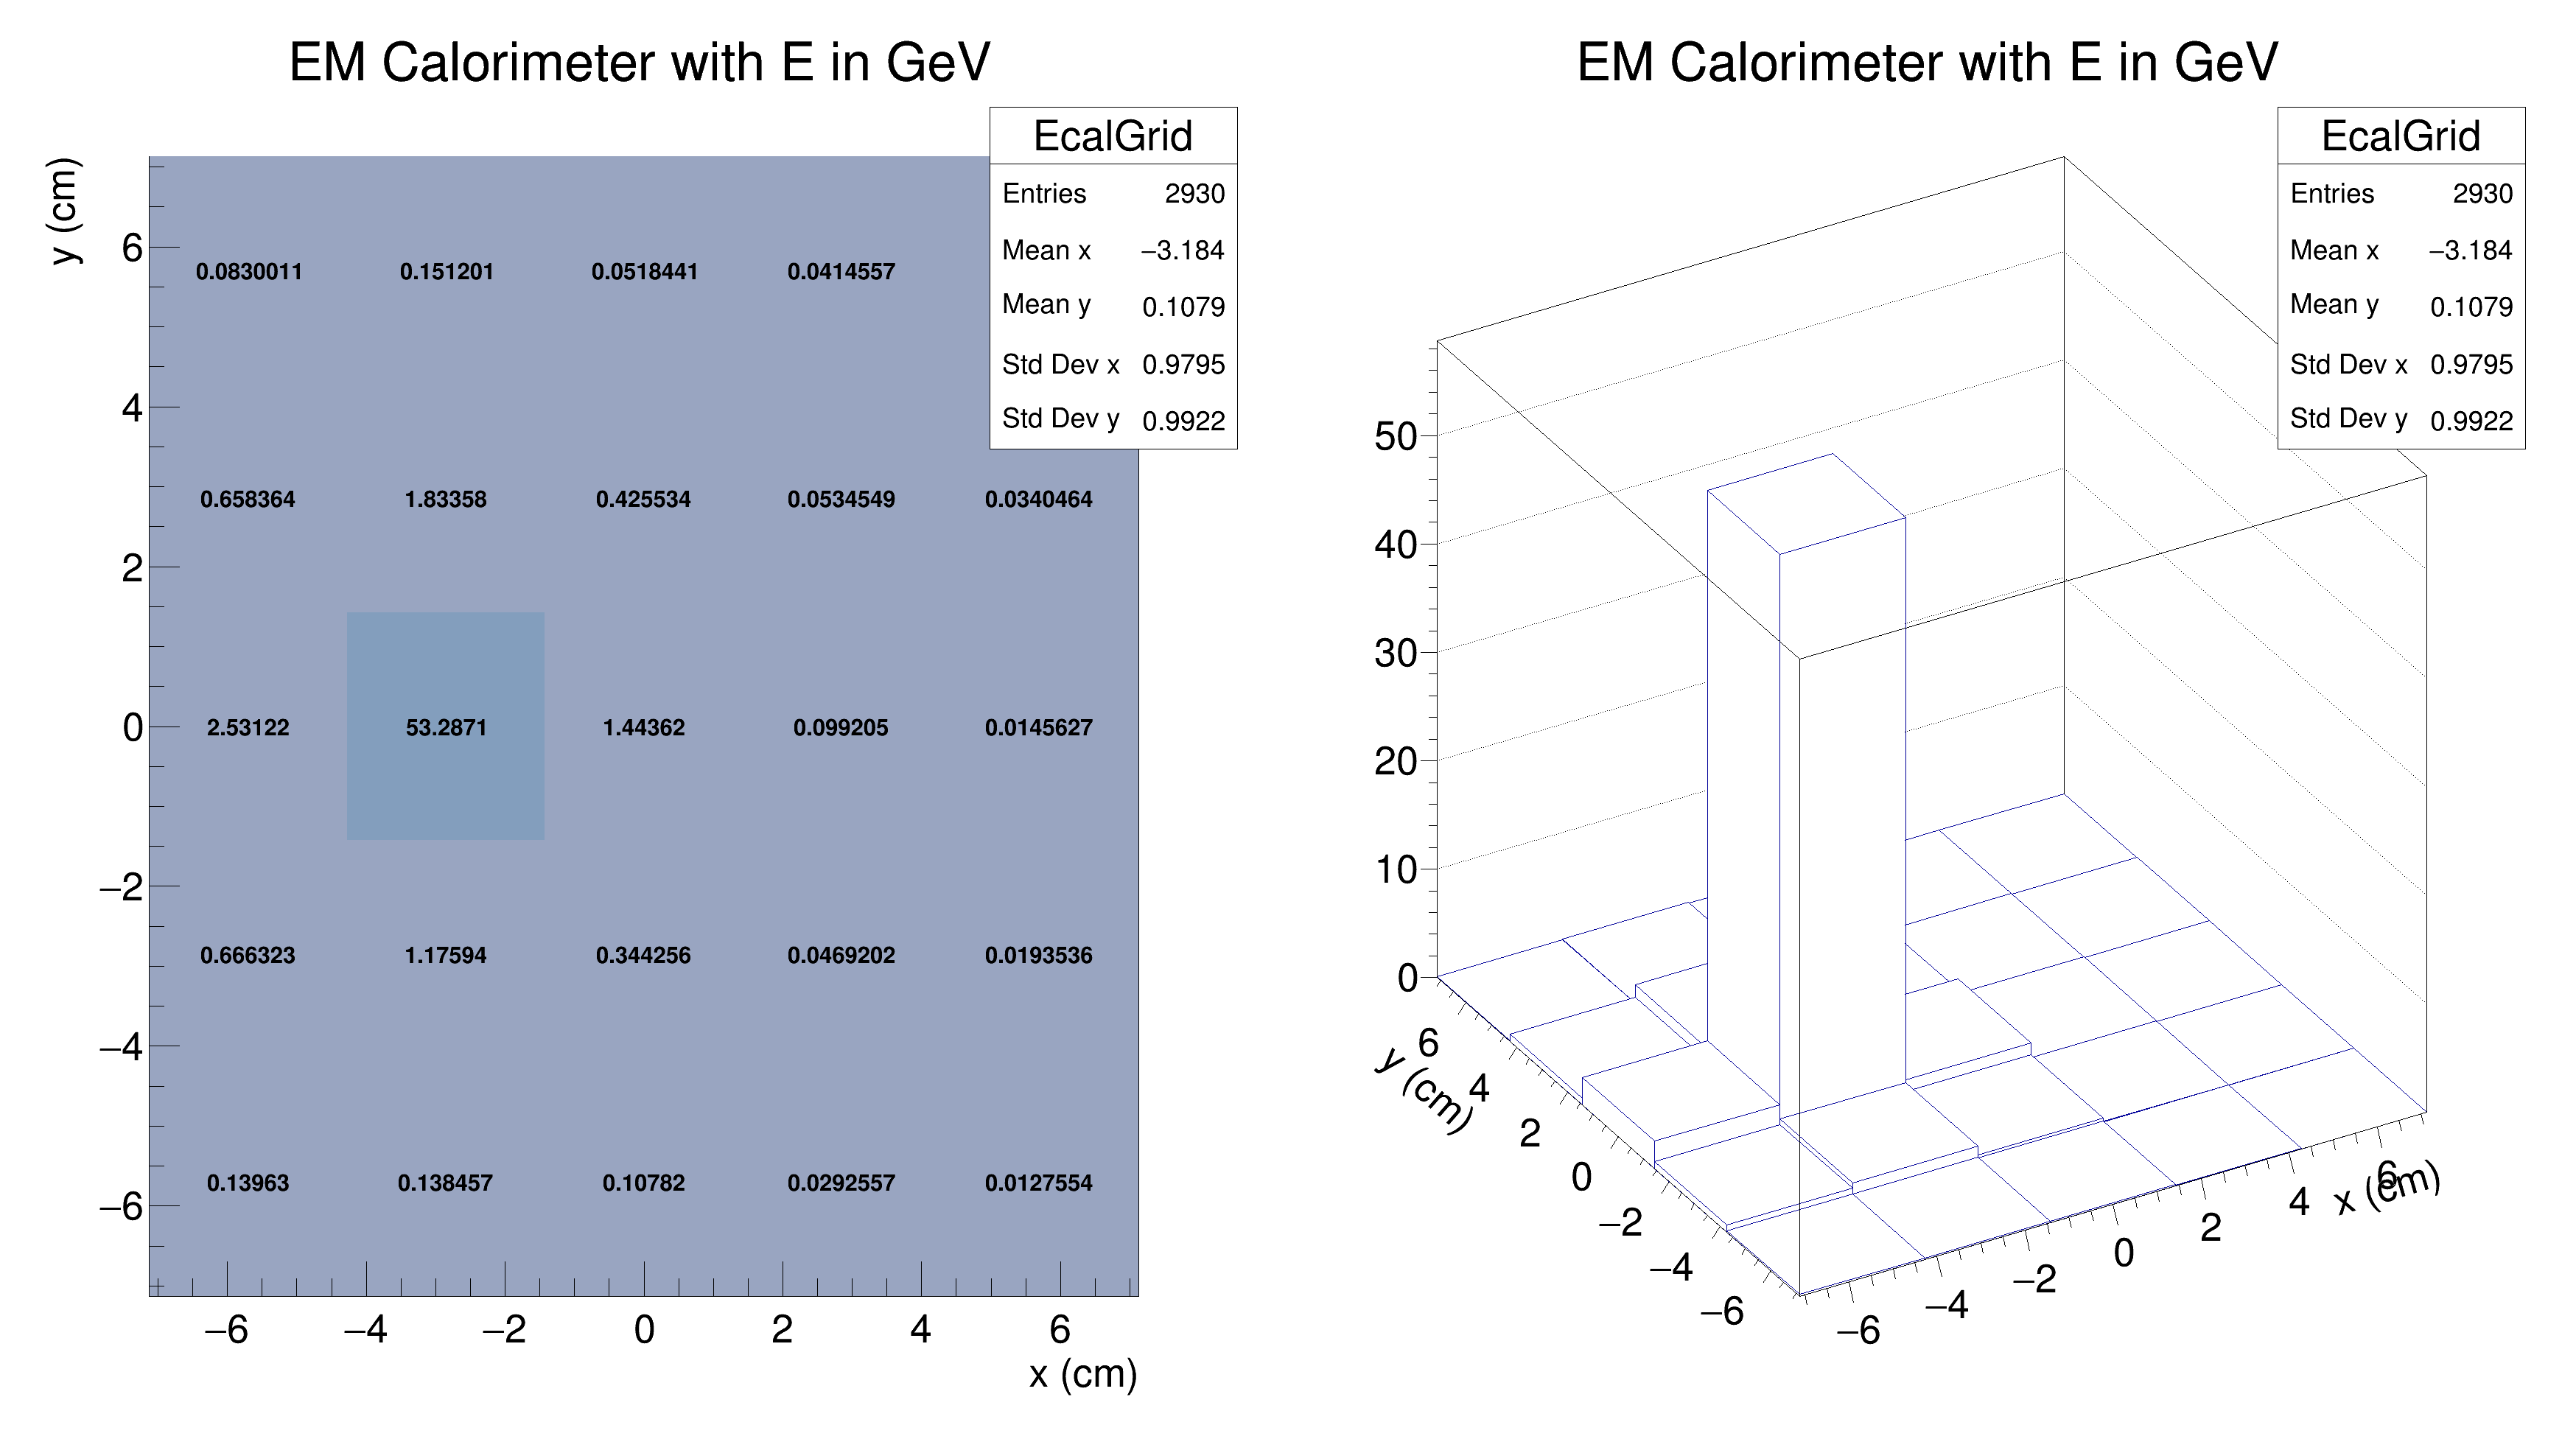 EM Calorimeter with E in GeV
EcalGrid
Entries 2930
Mean x −3.184
Mean y 0.1079
Std Dev x 0.9795
Std Dev y 0.9922
y (cm)
6
4
2
0
−2
−4
−6
0.0830011 0.151201 0.0518441 0.0414557
0.658364 1.83358 0.425534 0.0534549 0.0340464
2.53122 53.2871 1.44362 0.099205 0.0145627
0.666323 1.17594 0.344256 0.0469202 0.0193536
0.13963 0.138457 0.10782 0.0292557 0.0127554
−6 −4 −2 0 2 4 6
x (cm)
EM Calorimeter with E in GeV
EcalGrid
Entries 2930
Mean x −3.184
Mean y 0.1079
Std Dev x 0.9795
Std Dev y 0.9922
50
40
30
20
10
0
6
4
2
0
−2
−4
−6
y (cm)
−6
−4
−2
0
2
4
6
x (cm)